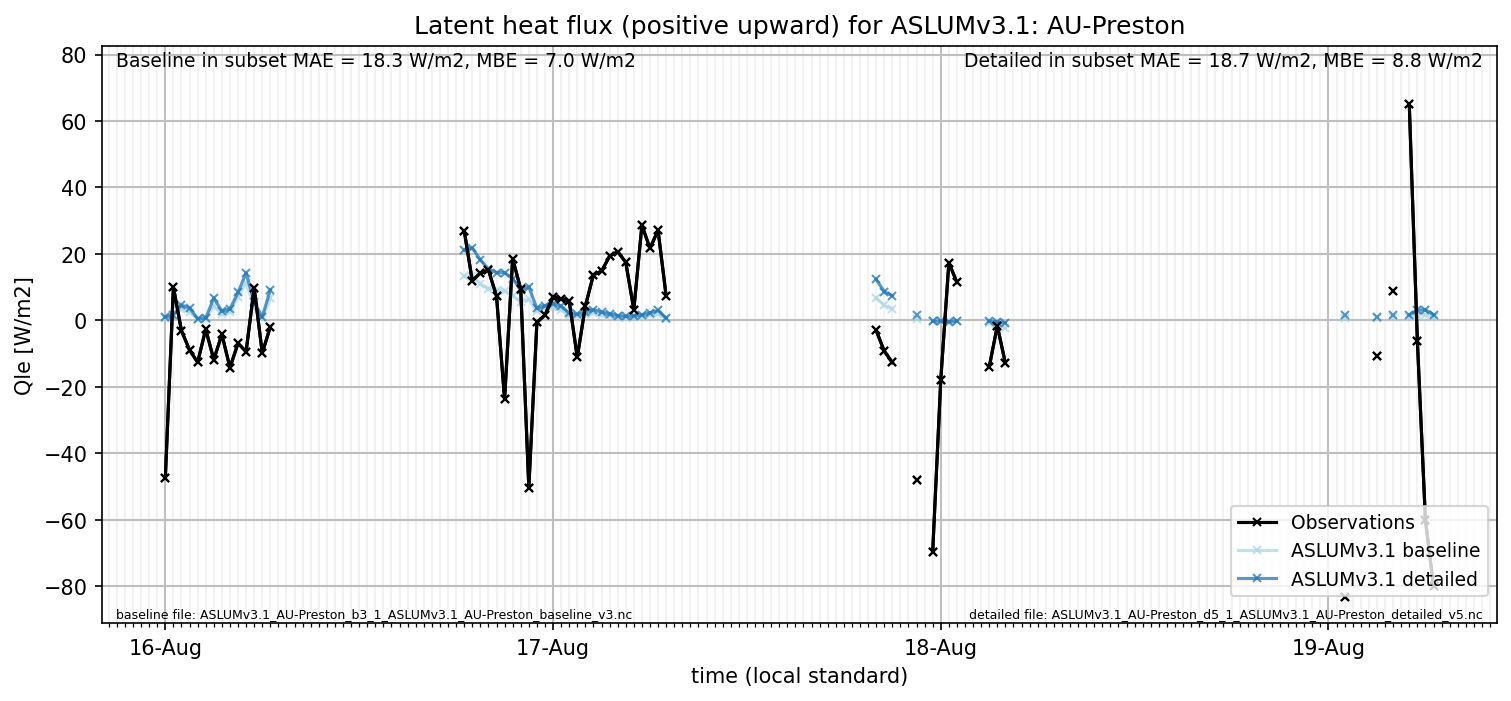 Latent heat flux (positive upward) for ASLUMv3.1: AU-Preston
Baseline in subset MAE = 18.3 W/m2, MBE = 7.0 W/m2
Detailed in subset MAE = 18.7 W/m2, MBE = 8.8 W/m2
Qle [W/m2]
80
60
40
20
0
−20
−40
−60
−80
Observations
ASLUMv3.1 baseline
ASLUMv3.1 detailed
baseline file: ASLUMv3.1_AU-Preston_b3_1_ASLUMv3.1_AU-Preston_baseline_v3.nc
detailed file: ASLUMv3.1_AU-Preston_d5_1_ASLUMv3.1_AU-Preston_detailed_v5.nc
16-Aug
17-Aug
18-Aug
19-Aug
time (local standard)